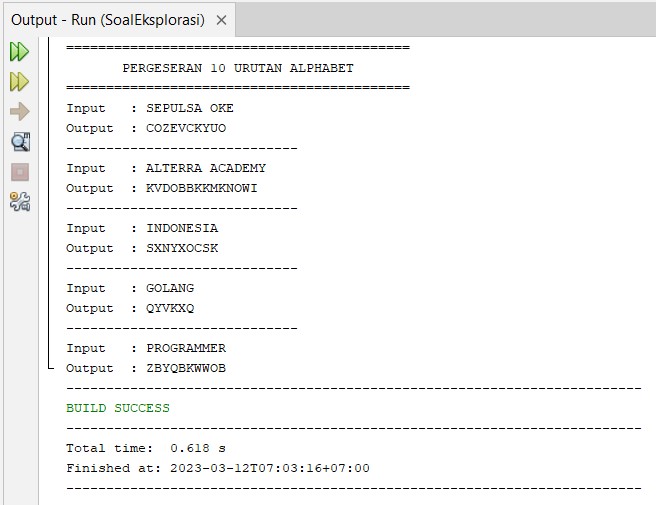 Output - Run (SoalEksplorasi) ×
===========================================
PERGESERAN 10 URUTAN ALPHABET
===========================================
Input   : SEPULSA OKE
Output  : COZEVCKYUO
-----------------------------
Input   : ALTERRA ACADEMY
Output  : KVDOBBKKMKNOWI
-----------------------------
Input   : INDONESIA
Output  : SXNYXOCSK
-----------------------------
Input   : GOLANG
Output  : QYVKXQ
-----------------------------
Input   : PROGRAMMER
Output  : ZBYQBKWWOB
------------------------------------------------------------------------
BUILD SUCCESS
------------------------------------------------------------------------
Total time:  0.618 s
Finished at: 2023-03-12T07:03:16+07:00
------------------------------------------------------------------------